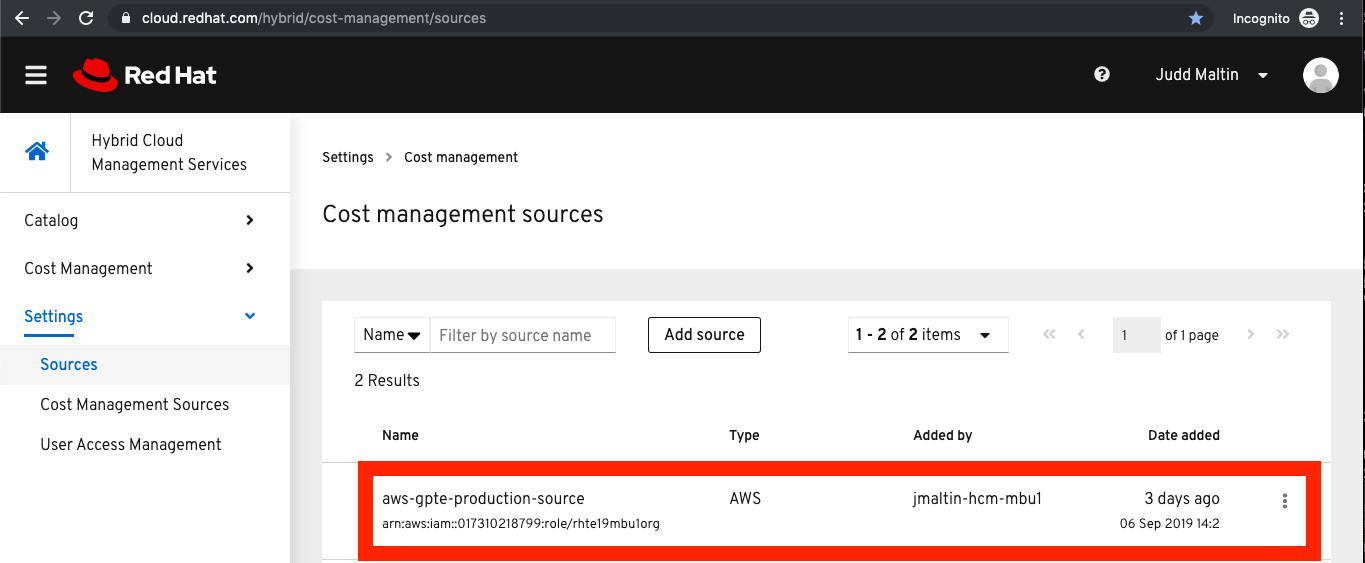 cloud.redhat.com/hybrid/cost-management/sources
Incognito
Red Hat
Judd Maltin
Hybrid Cloud
Management Services
Catalog
Cost Management
Settings
Sources
Cost Management Sources
User Access Management
Settings > Cost management
Cost management sources
Name
Filter by source name
Add source
1 - 2 of 2 items
1 of 1 page
2 Results
Name Type Added by Date added
aws-gpte-production-source AWS jmaltin-hcm-mbu1 3 days ago
arn:aws:iam::017310218799:role/rhte19mbu1org 06 Sep 2019 14:2